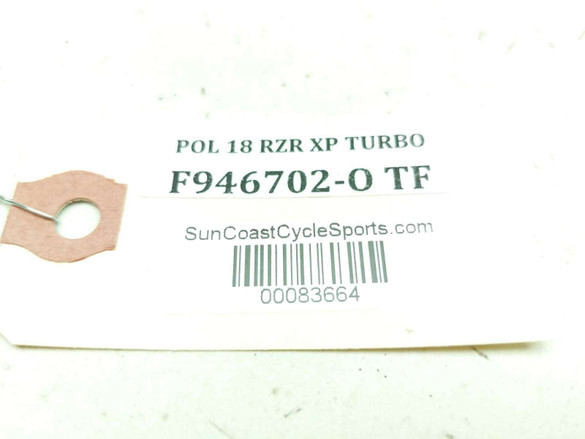 POL 18 RZR XP TURBO
F946702-O TF
SunCoastCycleSports.com
00083664